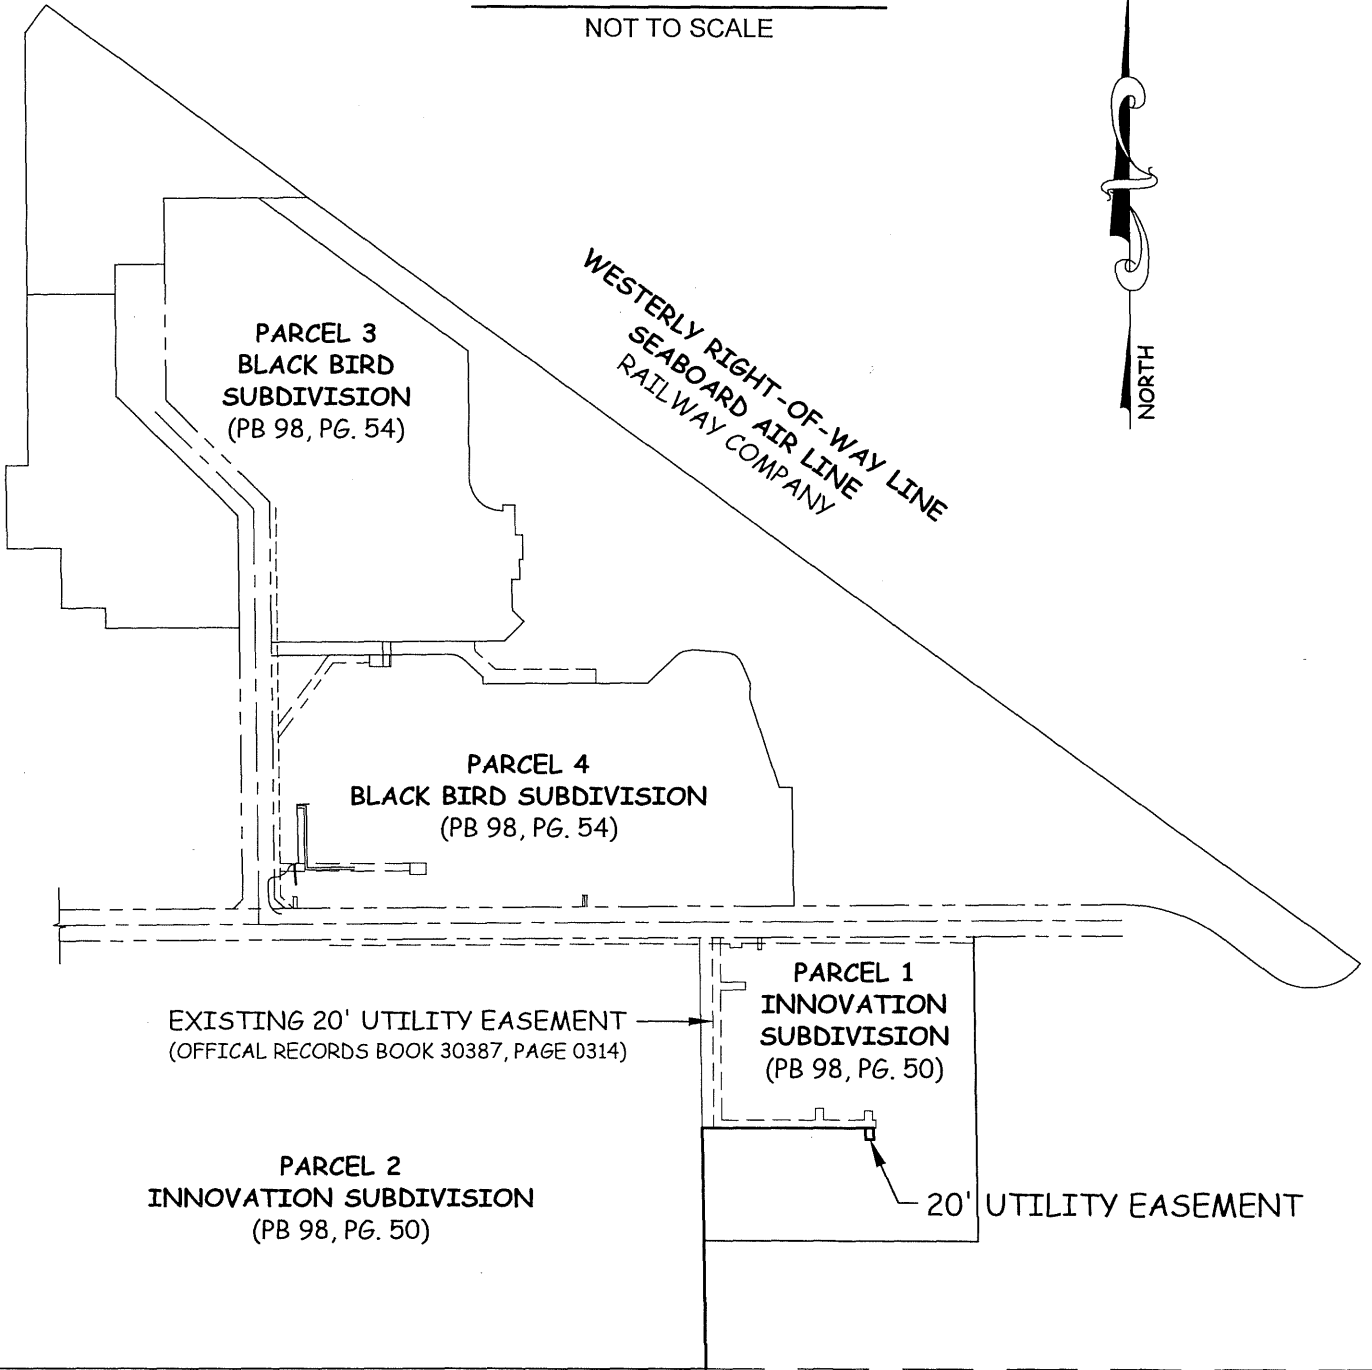 NOT TO SCALE
NORTH
WESTERLY RIGHT-OF-WAY LINE
SEABOARD AIR LINE
RAILWAY COMPANY
PARCEL 3
BLACK BIRD
SUBDIVISION
(PB 98, PG. 54)
PARCEL 4
BLACK BIRD SUBDIVISION
(PB 98, PG. 54)
PARCEL 1
INNOVATION
SUBDIVISION
(PB 98, PG. 50)
EXISTING 20' UTILITY EASEMENT
(OFFICAL RECORDS BOOK 30387, PAGE 0314)
PARCEL 2
INNOVATION SUBDIVISION
(PB 98, PG. 50)
20' UTILITY EASEMENT